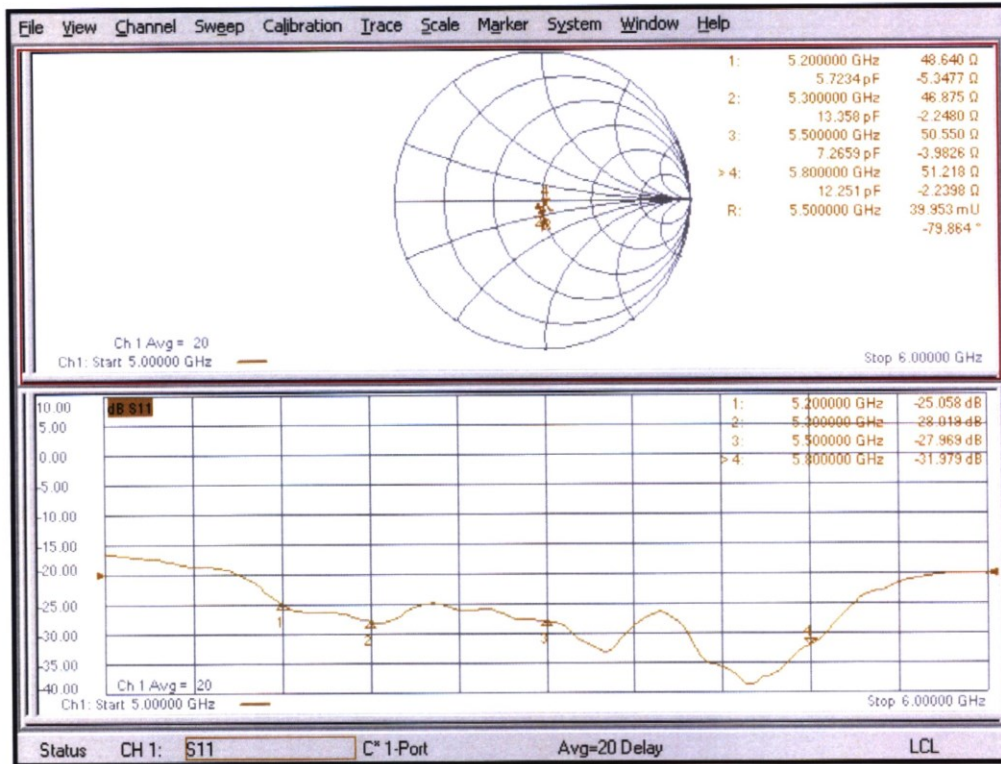 File View Channel Sweep Calibration Trace Scale Marker System Window Help
1: 5.200000 GHz 48.640 Ω
5.7234 pF -5.3477 Ω
2: 5.300000 GHz 46.875 Ω
13.358 pF -2.2480 Ω
3: 5.500000 GHz 50.550 Ω
7.2659 pF -3.9826 Ω
> 4: 5.800000 GHz 51.218 Ω
12.251 pF -2.2398 Ω
R: 5.500000 GHz 39.953 mU
-79.864 °
Ch 1 Avg = 20
Ch1: Start 5.00000 GHz
Stop 6.00000 GHz
10.00
dB S11
5.00
0.00
-5.00
-10.00
-15.00
-20.00
-25.00
-30.00
-35.00
-40.00
1: 5.200000 GHz -25.058 dB
2: 5.300000 GHz -28.018 dB
3: 5.500000 GHz -27.969 dB
> 4: 5.800000 GHz -31.979 dB
1
2
3
4
Ch 1 Avg = 20
Ch1: Start 5.00000 GHz
Stop 6.00000 GHz
Status CH 1: S11 C* 1-Port Avg=20 Delay LCL